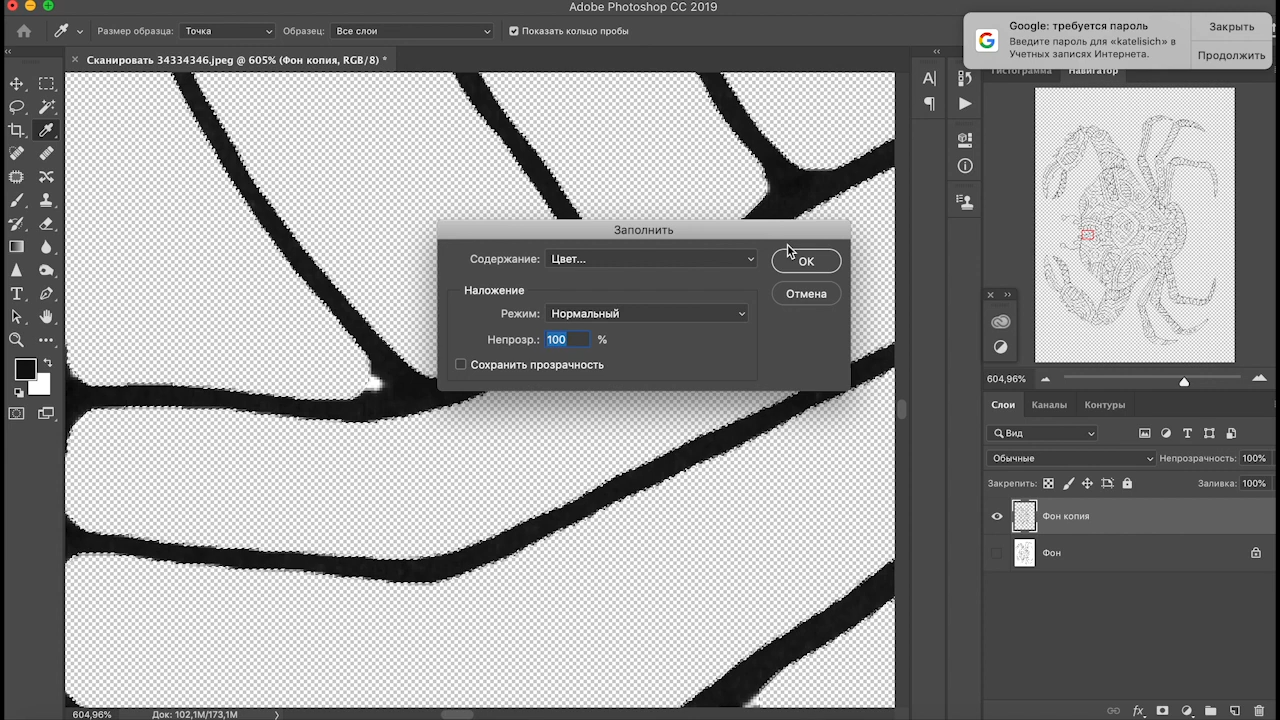 Adobe Photoshop CC 2019
Размер образца:
Точка
Образец:
Все слои
Показать кольцо пробы
Google: требуется пароль
Введите пароль для «katelisich» в
Учетных записях Интернета.
Закрыть
Продолжить
Сканировать 34334346.jpeg @ 605% (Фон копия, RGB/8) *
Гистограмма
Навигатор
Заполнить
Содержание:
Цвет...
OK
Наложение
Отмена
Режим:
Нормальный
Непрозр.:
100
%
Сохранить прозрачность
604,96%
Слои
Каналы
Контуры
Вид
Обычные
Непрозрачность:
100%
Закрепить:
Заливка:
100%
Фон копия
Фон
604,96%
Док: 102,1M/173,1M